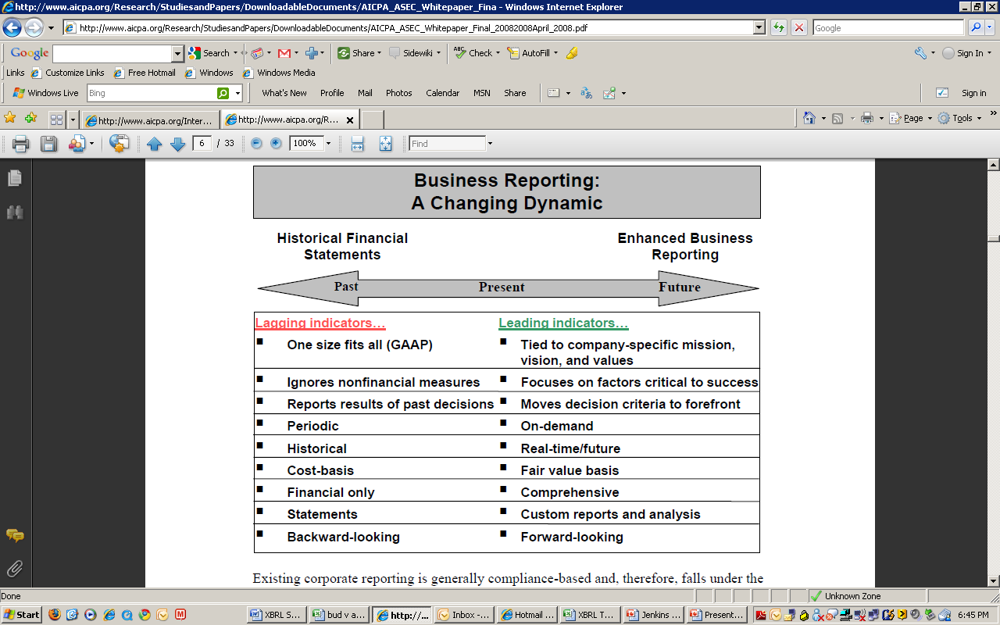 http://www.aicpa.org/Research/StudiesandPapers/DownloadableDocuments/AICPA_ASEC_Whitepaper_Fina - Windows Internet Explorer
http://www.aicpa.org/Research/StudiesandPapers/DownloadableDocuments/AICPA_ASEC_Whitepaper_Final_20082008April_2008.pdf Google
Google Search Share Sidewiki ABC Check AutoFill Sign In
Links Customize Links Free Hotmail Windows Windows Media
Windows Live Bing What's New Profile Mail Photos Calendar MSN Share Sign in
http://www.aicpa.org/Inter... http://www.aicpa.org/R... Page Tools
6 / 33 100% Find
Business Reporting:
A Changing Dynamic
Historical Financial
Statements
Enhanced Business
Reporting
Past Present Future
Lagging indicators… Leading indicators…
■ One size fits all (GAAP) ■ Tied to company-specific mission,
vision, and values
■ Ignores nonfinancial measures ■ Focuses on factors critical to success
■ Reports results of past decisions ■ Moves decision criteria to forefront
■ Periodic ■ On-demand
■ Historical ■ Real-time/future
■ Cost-basis ■ Fair value basis
■ Financial only ■ Comprehensive
■ Statements ■ Custom reports and analysis
■ Backward-looking ■ Forward-looking
Existing corporate reporting is generally compliance-based and, therefore, falls under the
Done Unknown Zone
Start XBRL S... bud v a... http://... Inbox -... Hotmail ... XBRL T... Jenkins ... Present... 6:45 PM